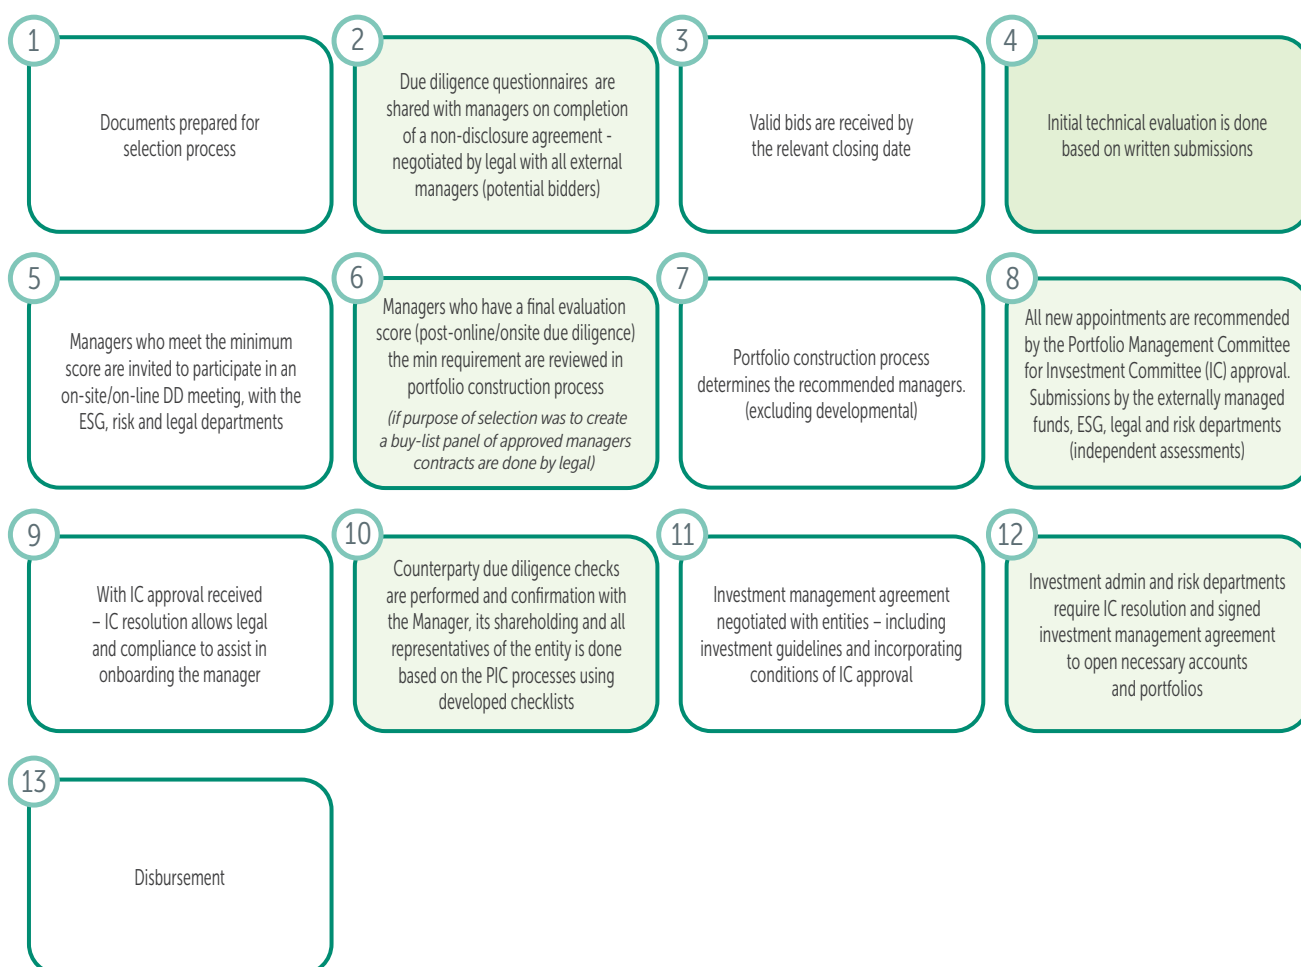 1
Documents prepared for
selection process
2
Due diligence questionnaires are
shared with managers on completion
of a non-disclosure agreement -
negotiated by legal with all external
managers (potential bidders)
3
Valid bids are received by
the relevant closing date
4
Initial technical evaluation is done
based on written submissions
5
Managers who meet the minimum
score are invited to participate in an
on-site/on-line DD meeting, with the
ESG, risk and legal departments
6
Managers who have a final evaluation
score (post-online/onsite due diligence)
the min requirement are reviewed in
portfolio construction process
(if purpose of selection was to create
a buy-list panel of approved managers
contracts are done by legal)
7
Portfolio construction process
determines the recommended managers.
(excluding developmental)
8
All new appointments are recommended
by the Portfolio Management Committee
for Invsestment Committee (IC) approval.
Submissions by the externally managed
funds, ESG, legal and risk departments
(independent assessments)
9
With IC approval received
– IC resolution allows legal
and compliance to assist in
onboarding the manager
10
Counterparty due diligence checks
are performed and confirmation with
the Manager, its shareholding and all
representatives of the entity is done
based on the PIC processes using
developed checklists
11
Investment management agreement
negotiated with entities – including
investment guidelines and incorporating
conditions of IC approval
12
Investment admin and risk departments
require IC resolution and signed
investment management agreement
to open necessary accounts
and portfolios
13
Disbursement